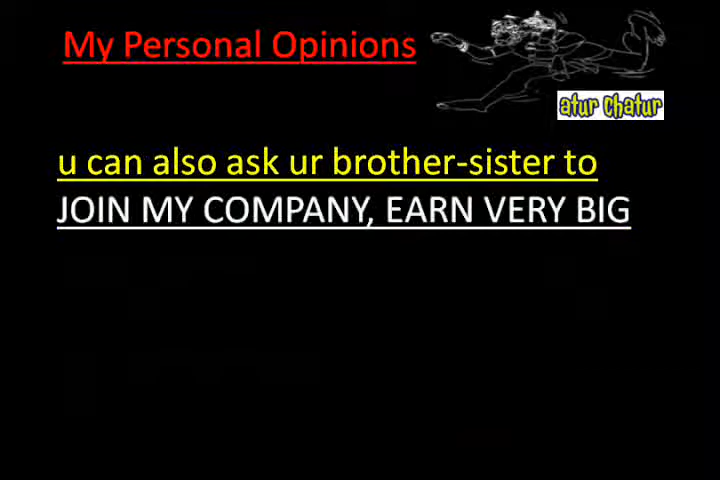 My Personal Opinions
atur chatur
u can also ask ur brother-sister to
JOIN MY COMPANY, EARN VERY BIG